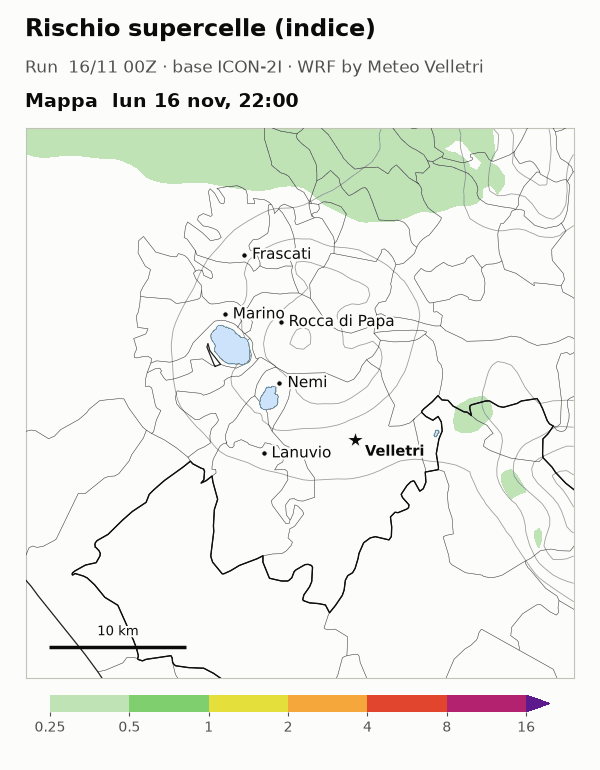 Rischio supercelle (indice)
Run  16/11 00Z · base ICON-2I · WRF by Meteo Velletri
Mappa  lun 16 nov, 22:00
Frascati
Marino
Rocca di Papa
Nemi
Velletri
Lanuvio
10 km
0.25 0.5 1 2 4 8 16